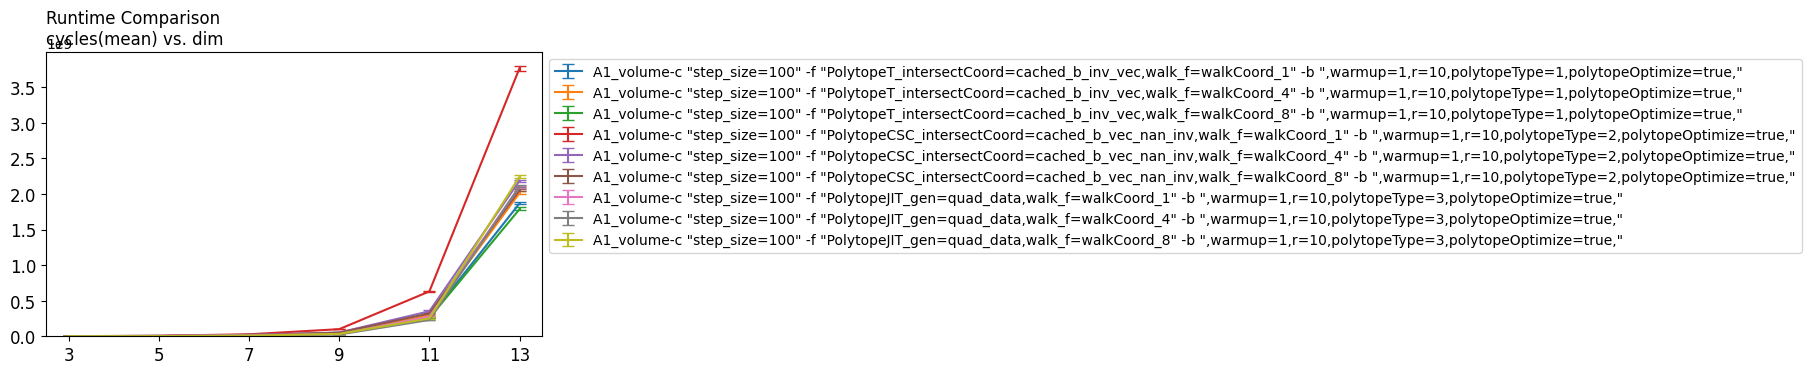 Runtime Comparison
cycles(mean) vs. dim
1e9
3.5
3.0
2.5
2.0
1.5
1.0
0.5
0.0
3 5 7 9 11 13
A1_volume-c "step_size=100" -f "PolytopeT_intersectCoord=cached_b_inv_vec,walk_f=walkCoord_1" -b ",warmup=1,r=10,polytopeType=1,polytopeOptimize=true,"
A1_volume-c "step_size=100" -f "PolytopeT_intersectCoord=cached_b_inv_vec,walk_f=walkCoord_4" -b ",warmup=1,r=10,polytopeType=1,polytopeOptimize=true,"
A1_volume-c "step_size=100" -f "PolytopeT_intersectCoord=cached_b_inv_vec,walk_f=walkCoord_8" -b ",warmup=1,r=10,polytopeType=1,polytopeOptimize=true,"
A1_volume-c "step_size=100" -f "PolytopeCSC_intersectCoord=cached_b_vec_nan_inv,walk_f=walkCoord_1" -b ",warmup=1,r=10,polytopeType=2,polytopeOptimize=true,"
A1_volume-c "step_size=100" -f "PolytopeCSC_intersectCoord=cached_b_vec_nan_inv,walk_f=walkCoord_4" -b ",warmup=1,r=10,polytopeType=2,polytopeOptimize=true,"
A1_volume-c "step_size=100" -f "PolytopeCSC_intersectCoord=cached_b_vec_nan_inv,walk_f=walkCoord_8" -b ",warmup=1,r=10,polytopeType=2,polytopeOptimize=true,"
A1_volume-c "step_size=100" -f "PolytopeJIT_gen=quad_data,walk_f=walkCoord_1" -b ",warmup=1,r=10,polytopeType=3,polytopeOptimize=true,"
A1_volume-c "step_size=100" -f "PolytopeJIT_gen=quad_data,walk_f=walkCoord_4" -b ",warmup=1,r=10,polytopeType=3,polytopeOptimize=true,"
A1_volume-c "step_size=100" -f "PolytopeJIT_gen=quad_data,walk_f=walkCoord_8" -b ",warmup=1,r=10,polytopeType=3,polytopeOptimize=true,"